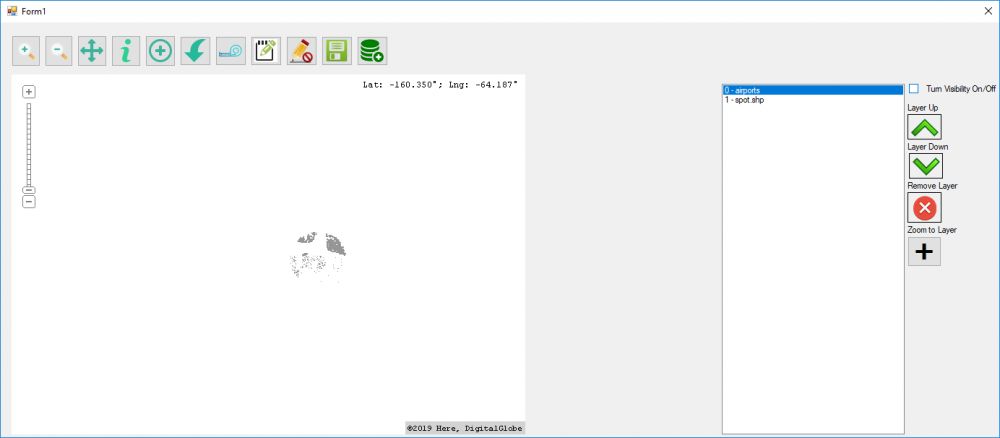 Form1
Lat: -160.350°; Lng: -64.187°
0 - airports
1 - spot.shp
Turn Visibility On/Off
Layer Up
Layer Down
Remove Layer
Zoom to Layer
©2019 Here, DigitalGlobe